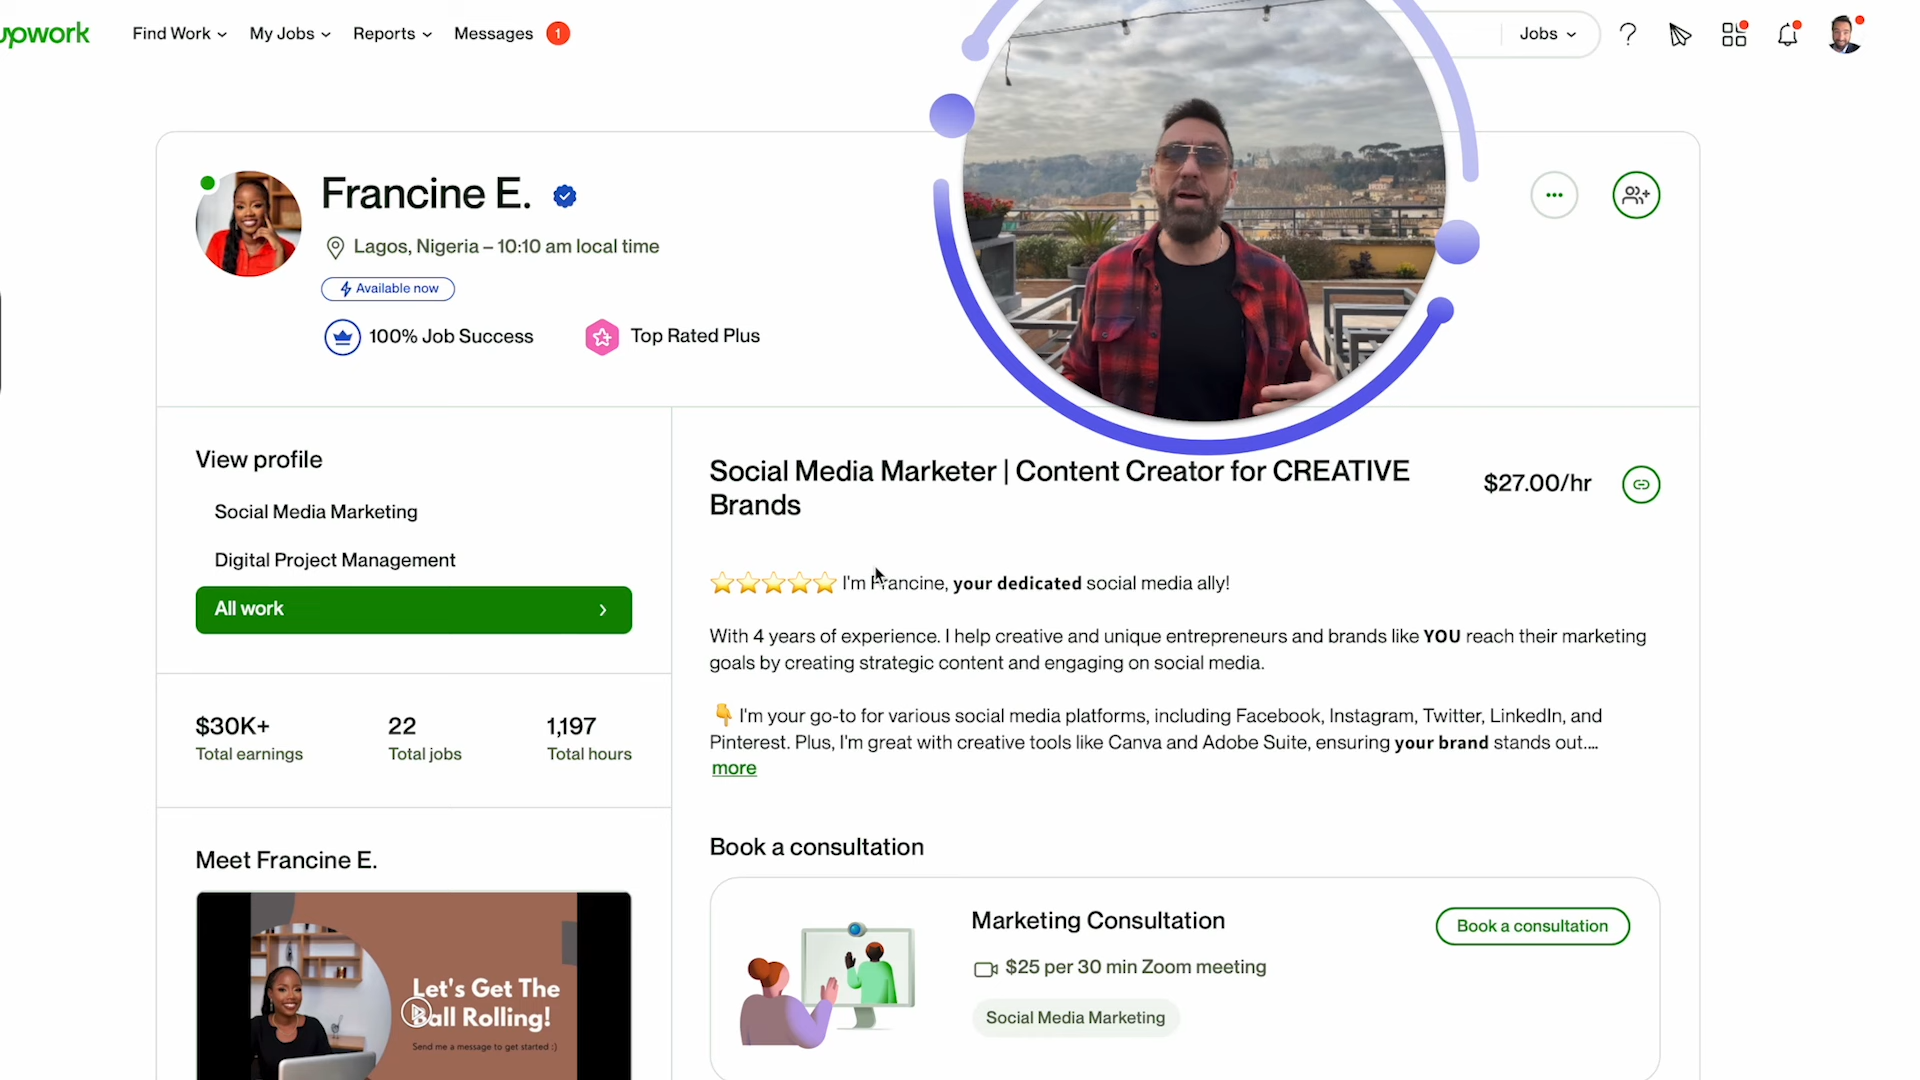 upwork
Find Work
My Jobs
Reports
Messages
1
Jobs
Francine E.
Lagos, Nigeria – 10:10 am local time
Available now
100% Job Success
Top Rated Plus
View profile
Social Media Marketing
Digital Project Management
All work
$30K+
Total earnings
22
Total jobs
1,197
Total hours
Meet Francine E.
Let's Get The
Ball Rolling!
Send me a message to get started :)
Social Media Marketer | Content Creator for CREATIVE
Brands
$27.00/hr
I'm Francine, your dedicated social media ally!
With 4 years of experience. I help creative and unique entrepreneurs and brands like YOU reach their marketing
goals by creating strategic content and engaging on social media.
I'm your go-to for various social media platforms, including Facebook, Instagram, Twitter, LinkedIn, and
Pinterest. Plus, I'm great with creative tools like Canva and Adobe Suite, ensuring your brand stands out....
more
Book a consultation
Marketing Consultation
$25 per 30 min Zoom meeting
Social Media Marketing
Book a consultation